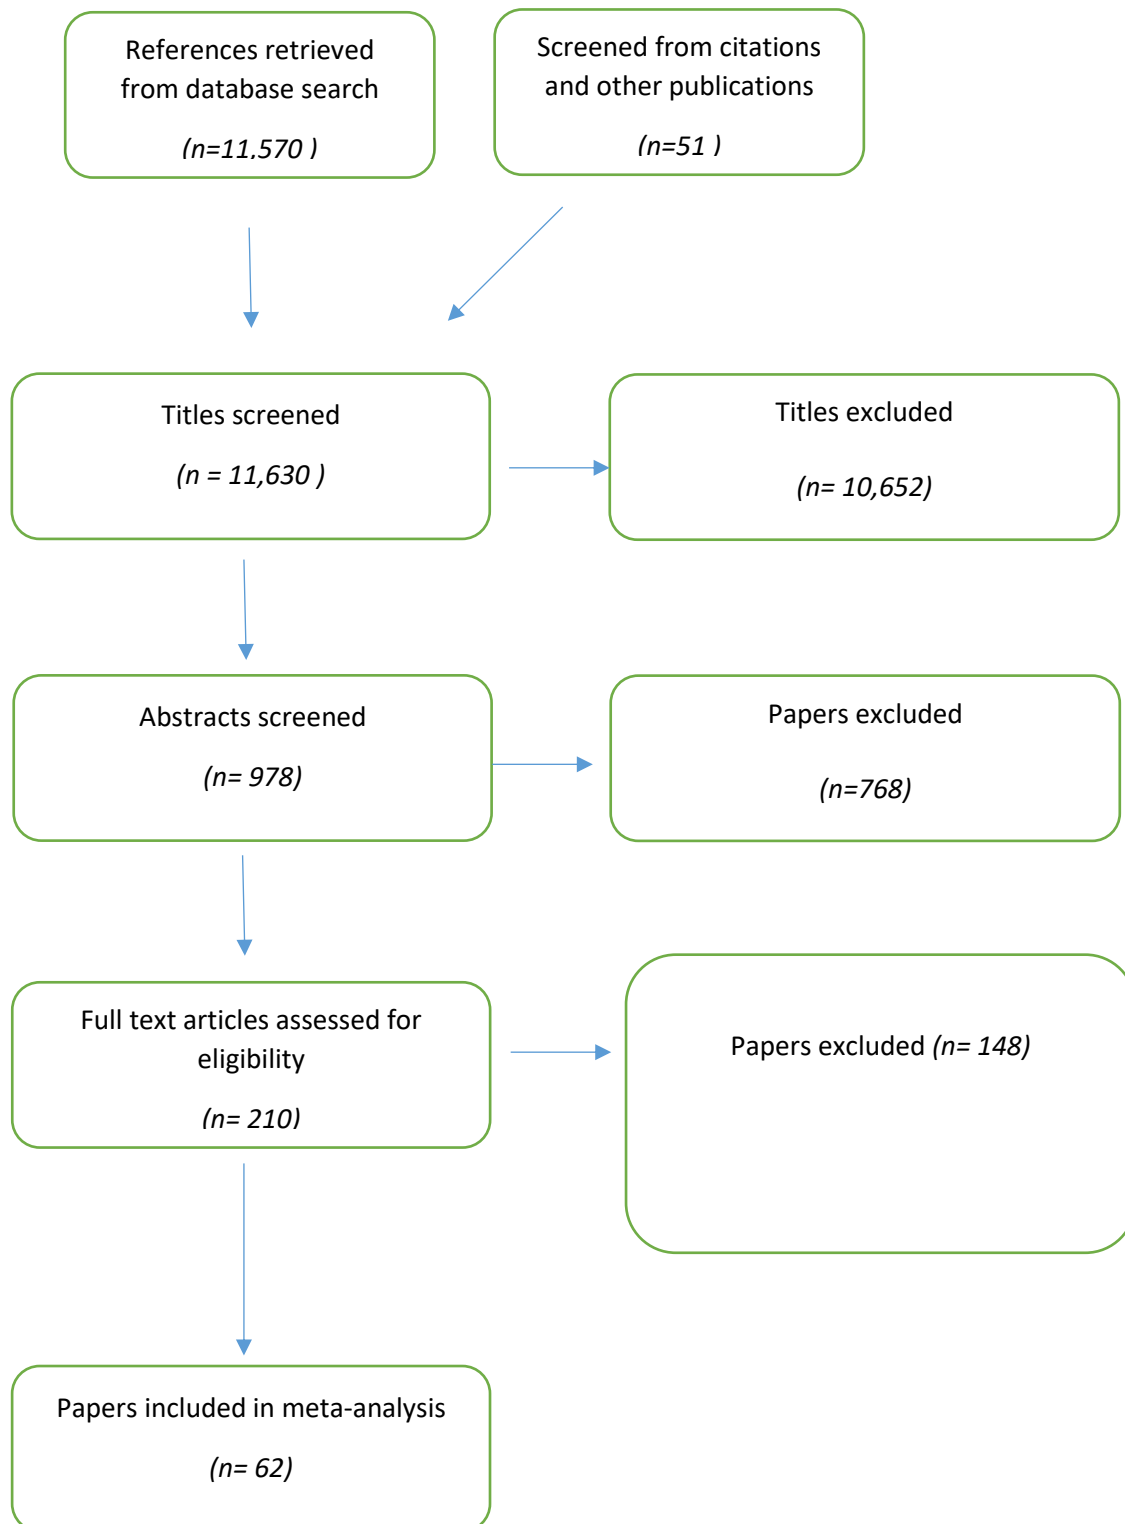 References retrieved
from database search
(n=11,570 )
Screened from citations
and other publications
(n=51 )
Titles screened
(n = 11,630 )
Titles excluded
(n= 10,652)
Abstracts screened
(n= 978)
Papers excluded
(n=768)
Full text articles assessed for
eligibility
(n= 210)
Papers excluded (n= 148)
Papers included in meta-analysis
(n= 62)